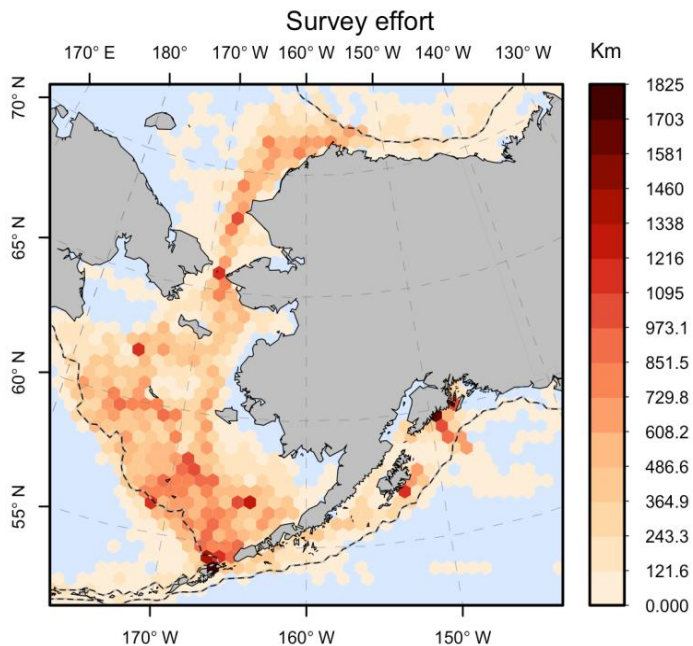 Survey effort
170° E 180° 170° W 160° W 150° W 140° W 130° W
Km
70° N
65° N
60° N
55° N
1825
1703
1581
1460
1338
1216
1095
973.1
851.5
729.8
608.2
486.6
364.9
243.3
121.6
0.000
170° W 160° W 150° W